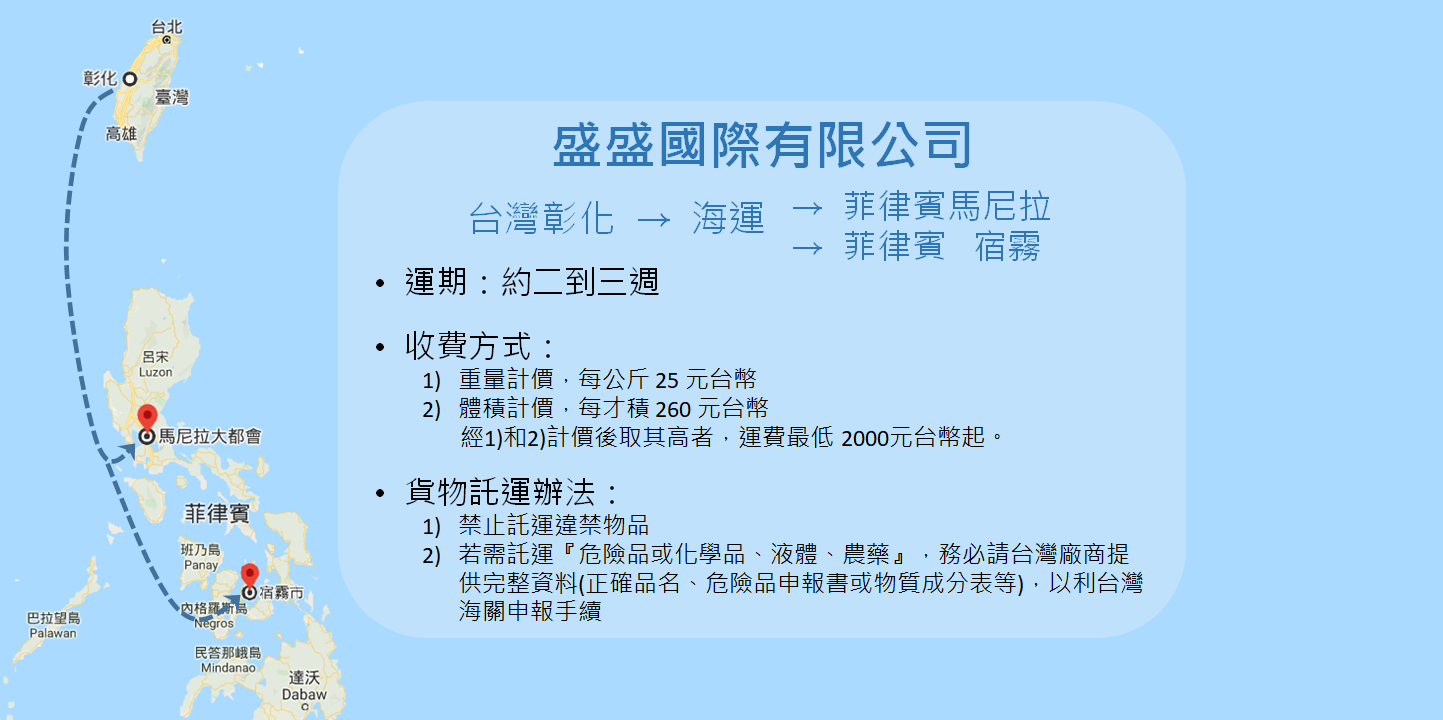 台北
彰化
臺灣
高雄
盛盛國際有限公司
台灣彰化 → 海運 → 菲律賓馬尼拉
→ 菲律賓 宿霧
• 運期：約二到三週
• 收費方式：
1) 重量計價，每公斤 25 元台幣
2) 體積計價，每才積 260 元台幣
經1)和2)計價後取其高者，運費最低 2000元台幣起。
• 貨物託運辦法：
1) 禁止託運違禁物品
2) 若需託運『危險品或化學品、液體、農藥』，務必請台灣廠商提
供完整資料(正確品名、危險品申報書或物質成分表等)，以利台灣
海關申報手續
呂宋
Luzon
馬尼拉大都會
菲律賓
班乃島
Panay
宿霧市
內格羅斯島
Negros
巴拉望島
Palawan
民答那峨島
Mindanao
達沃
Dabaw